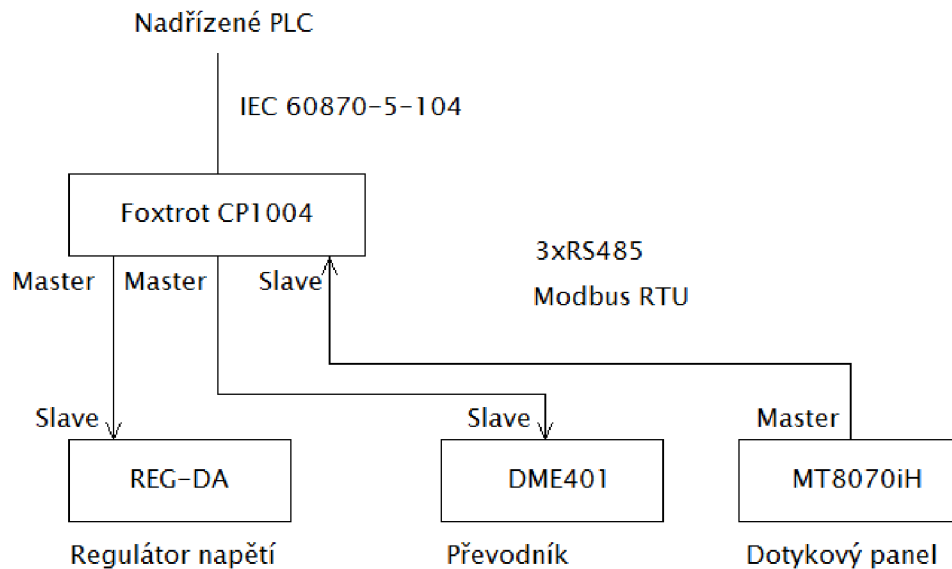 Nadřízené PLC
IEC 60870-5-104
Foxtrot CP1004
3xRS485
Master Master Slave
Modbus RTU
Slave Slave Master
REG-DA DME401 MT8070iH
Regulátor napětí Převodník Dotykový panel